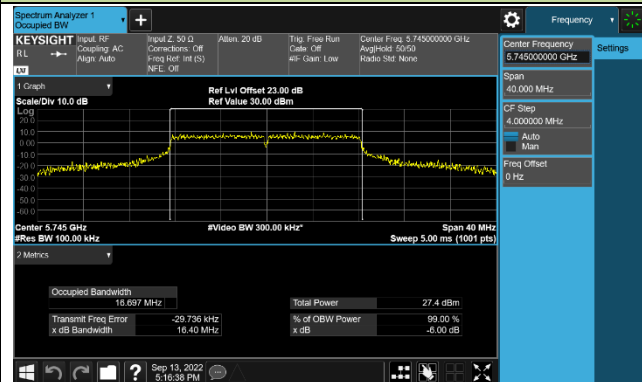 Spectrum Analyzer 1
Occupied BW
+
Frequency
KEYSIGHT Input: RF Input Z: 50 Ω Atten: 20 dB Trig: Free Run Center Freq: 5.745000000 GHz
RL Coupling: AC Corrections: Off Gate: Off Avg|Hold: 50/50
Align: Auto Freq Ref: Int (S) #IF Gain: Low Radio Std: None
NFE: Off
LXI
Center Frequency
5.745000000 GHz
Settings
Span
40.000 MHz
CF Step
4.000000 MHz
Auto
Man
Freq Offset
0 Hz
1 Graph
Ref Lvl Offset 23.00 dB
Scale/Div 10.0 dB Ref Value 30.00 dBm
Log
20.0
10.0
0.00
-10.0
-20.0
-30.0
-40.0
-50.0
-60.0
Center 5.745 GHz #Video BW 300.00 kHz* Span 40 MHz
#Res BW 100.00 kHz Sweep 5.00 ms (1001 pts)
2 Metrics
Occupied Bandwidth
16.697 MHz Total Power 27.4 dBm
Transmit Freq Error -29.736 kHz % of OBW Power 99.00 %
x dB Bandwidth 16.40 MHz x dB -6.00 dB
? Sep 13, 2022
5:16:38 PM